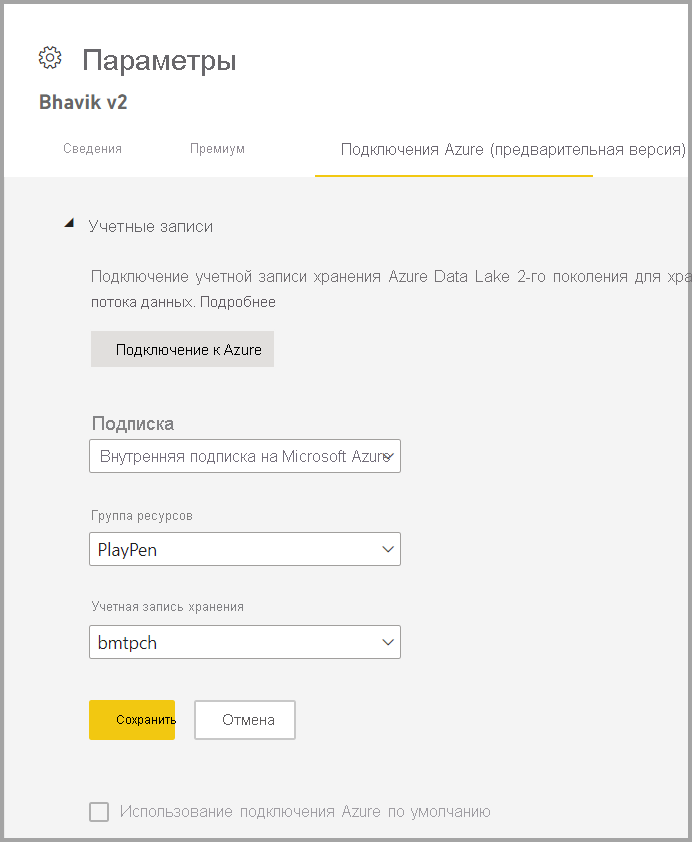 Параметры
Bhavik v2
Сведения
Премиум
Подключения Azure (предварительная версия)
Учетные записи
Подключение учетной записи хранения Azure Data Lake 2-го поколения для хра
потока данных. Подробнее
Подключение к Azure
Подписка
Внутренняя подписка на Microsoft Azure
Группа ресурсов
PlayPen
Учетная запись хранения
bmtpch
Сохранить
Отмена
Использование подключения Azure по умолчанию